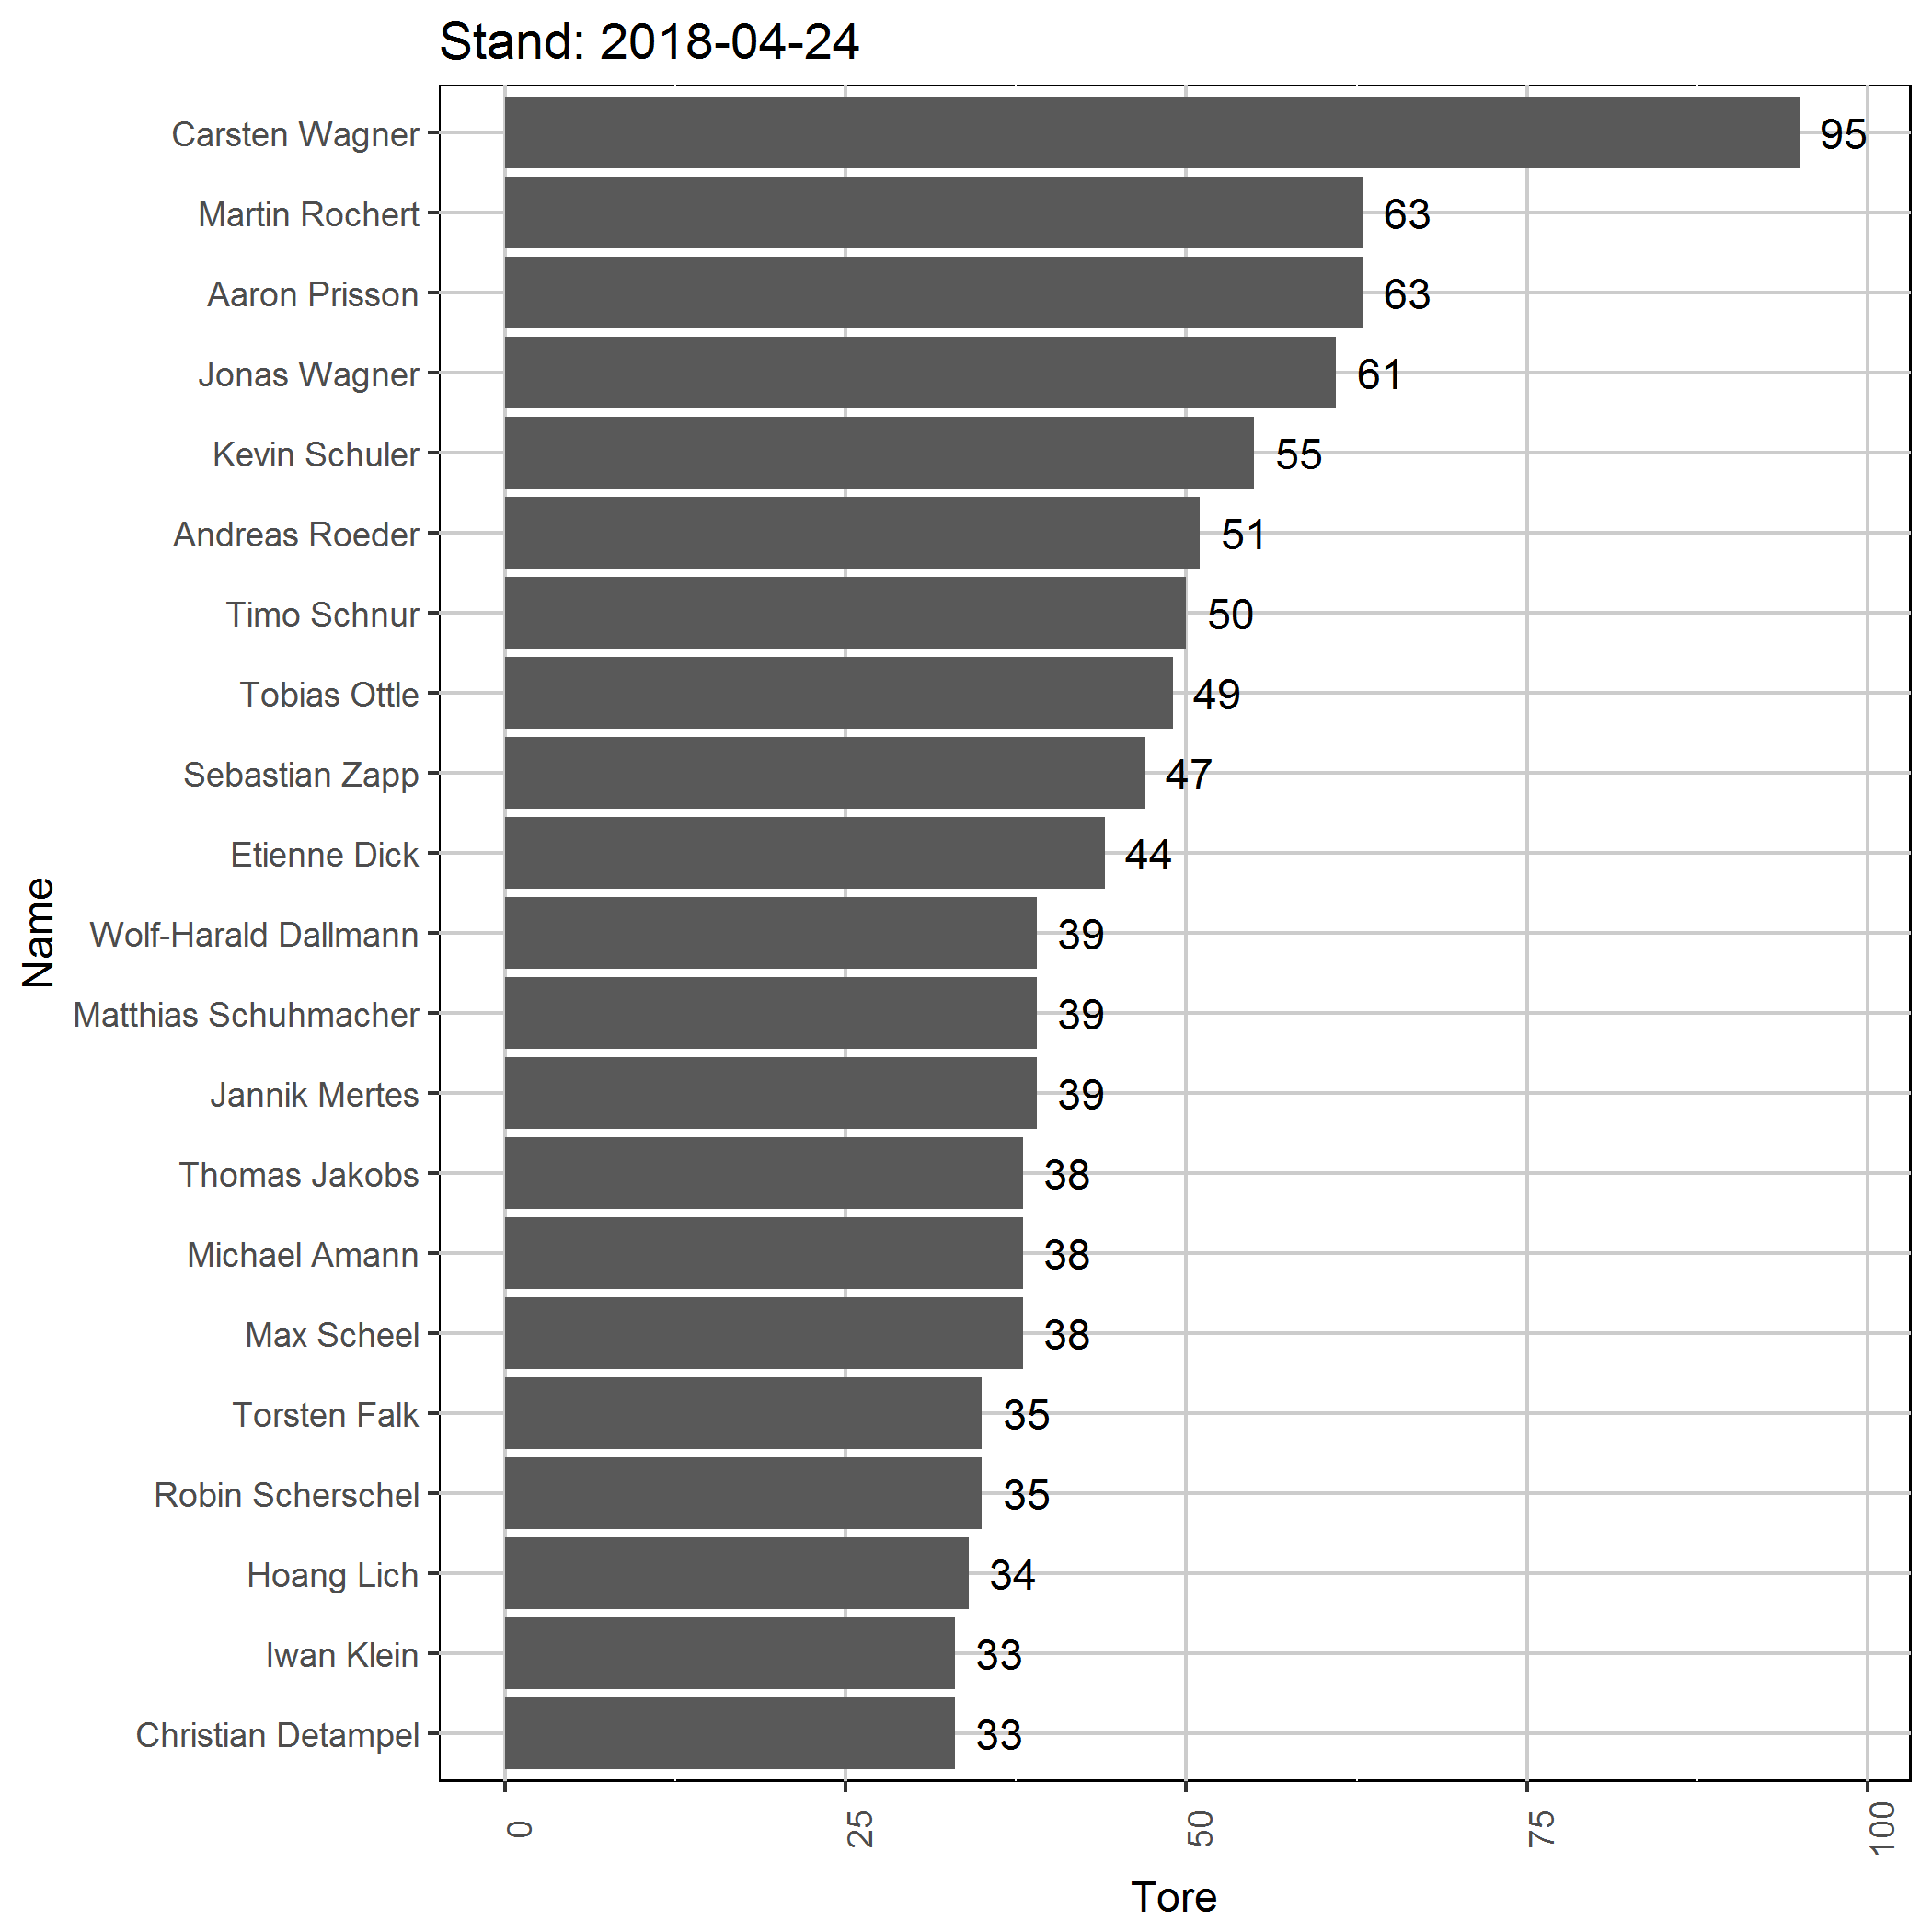 Stand: 2018-04-24
Carsten Wagner 95
Martin Rochert 63
Aaron Prisson 63
Jonas Wagner 61
Kevin Schuler 55
Andreas Roeder 51
Timo Schnur 50
Tobias Ottle 49
Sebastian Zapp 47
Etienne Dick 44
Wolf-Harald Dallmann 39
Matthias Schuhmacher 39
Jannik Mertes 39
Thomas Jakobs 38
Michael Amann 38
Max Scheel 38
Torsten Falk 35
Robin Scherschel 35
Hoang Lich 34
Iwan Klein 33
Christian Detampel 33
Name
0 25 50 75 100
Tore